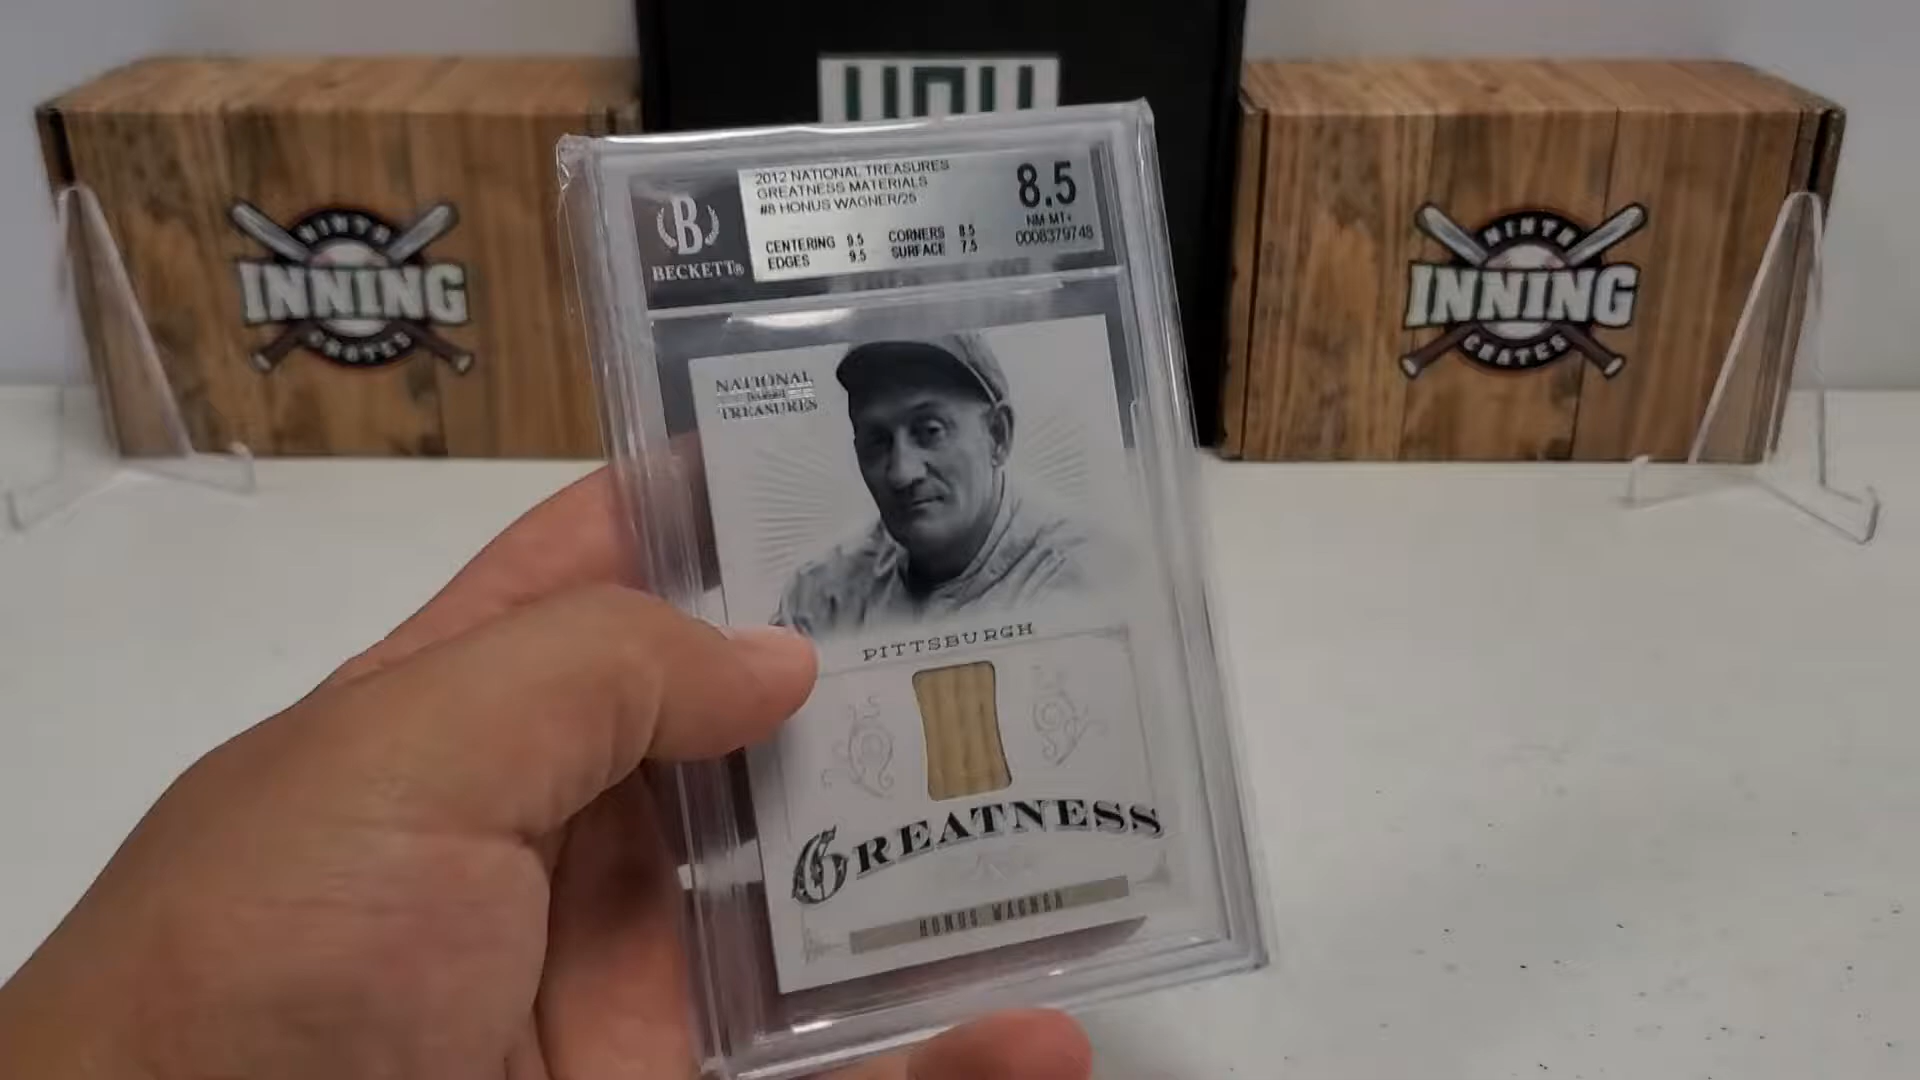 NINTH
INNING
CRATES
B
BECKETT®
2012 NATIONAL TREASURES
GREATNESS MATERIALS
#8 HONUS WAGNER/25
CENTERING 9.5 CORNERS 8.5
EDGES 9.5 SURFACE 7.5
8.5
NM-MT+
0008379748
NATIONAL
TREASURES
PITTSBURGH
GREATNESS
HONUS WAGNER
NINTH
INNING
CRATES